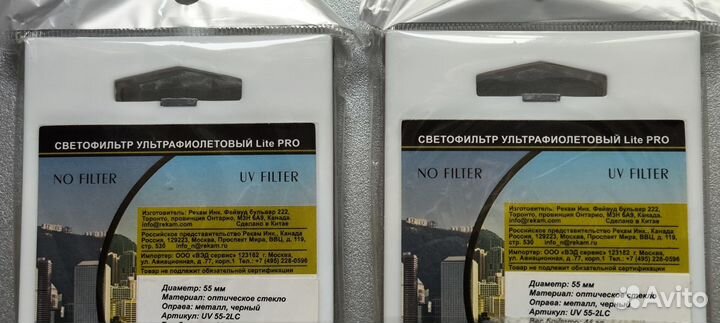 СВЕТОФИЛЬТР УЛЬТРАФИОЛЕТОВЫЙ Lite PRO
NO FILTER
UV FILTER
Изготовитель: Рекам Инк. Фейвуд бульвар 222,
Торонто, провинция Онтарио, M3H 6A9, Канада.
info@rekam.com Сделано в Китае
Российское представительство Рекам Инк., Канада
Россия, 129223, Москва, Проспект Мира, ВВЦ, д. 119,
стр. 530 info_n@rekam.ru
Импортер: ООО «ВЭД сервис» 123182 г. Москва,
ул. Авиационная, д. 77, корп.1 Тел.: +7 (495) 228-0596
Товар не подлежит обязательной сертификации
Диаметр: 55 мм
Материал: оптическое стекло
Оправа: металл, черный
Артикул: UV 55-2LC
СВЕТОФИЛЬТР УЛЬТРАФИОЛЕТОВЫЙ Lite PRO
NO FILTER
UV FILTER
Изготовитель: Рекам Инк. Фейвуд бульвар 222,
Торонто, провинция Онтарио, M3H 6A9, Канада.
info@rekam.com Сделано в Китае
Российское представительство Рекам Инк., Канада
Россия, 129223, Москва, Проспект Мира, ВВЦ, д. 119,
стр. 530 info_n@rekam.ru
Импортер: ООО «ВЭД сервис» 123182 г. Москва,
ул. Авиационная, д. 77, корп.1 Тел.: +7 (495) 228-0596
Товар не подлежит обязательной сертификации
Диаметр: 55 мм
Материал: оптическое стекло
Оправа: металл, черный
Артикул: UV 55-2LC
Avito